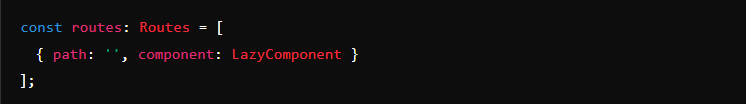 const routes: Routes = [
  { path: '', component: LazyComponent }
];